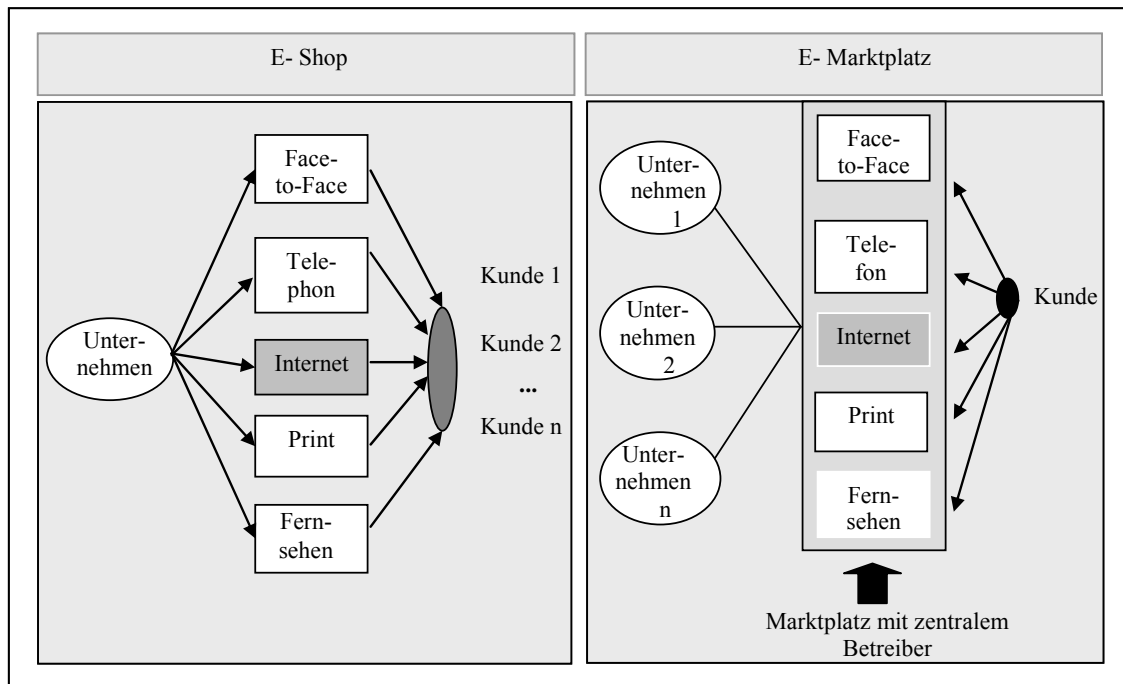 E- Shop
Unter-
nehmen
Face-
to-Face
Tele-
phon
Internet
Print
Fern-
sehen
Kunde 1
Kunde 2
...
Kunde n
E- Marktplatz
Unter-
nehmen
1
Unter-
nehmen
2
Unter-
nehmen
n
Face-
to-Face
Tele-
fon
Internet
Print
Fern-
sehen
Kunde
Marktplatz mit zentralem
Betreiber